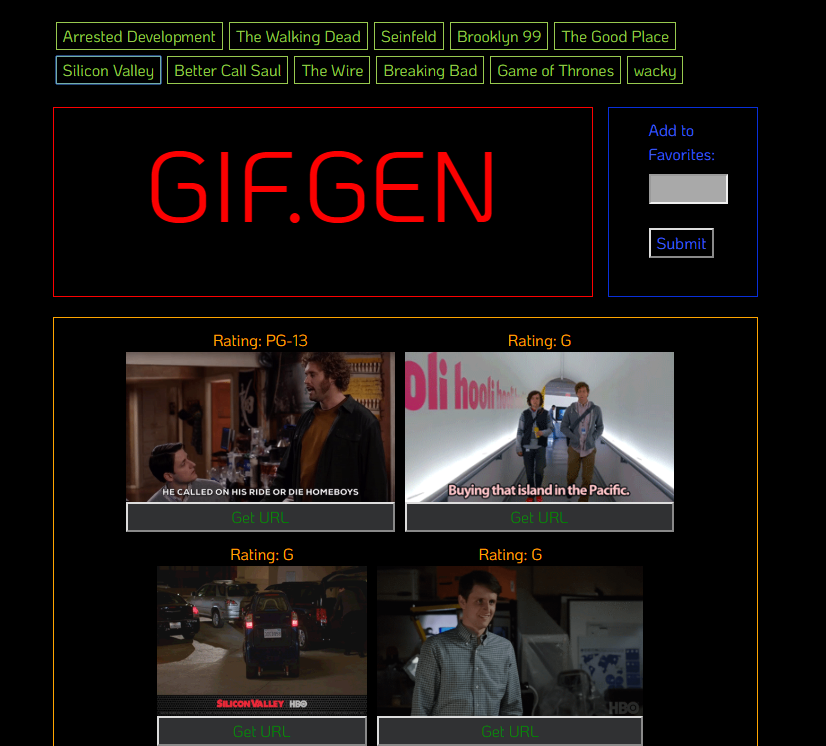 Arrested Development The Walking Dead Seinfeld Brooklyn 99 The Good Place
Silicon Valley Better Call Saul The Wire Breaking Bad Game of Thrones wacky
GIF.GEN
Add to
Favorites:
Submit
Rating: PG-13 Rating: G
HE CALLED ON HIS RIDE OR DIE HOMEBOYS
oli hooli hooli
Buying that island in the Pacific.
Get URL Get URL
Rating: G Rating: G
SILICON VALLEY HBO
HBO
Get URL Get URL